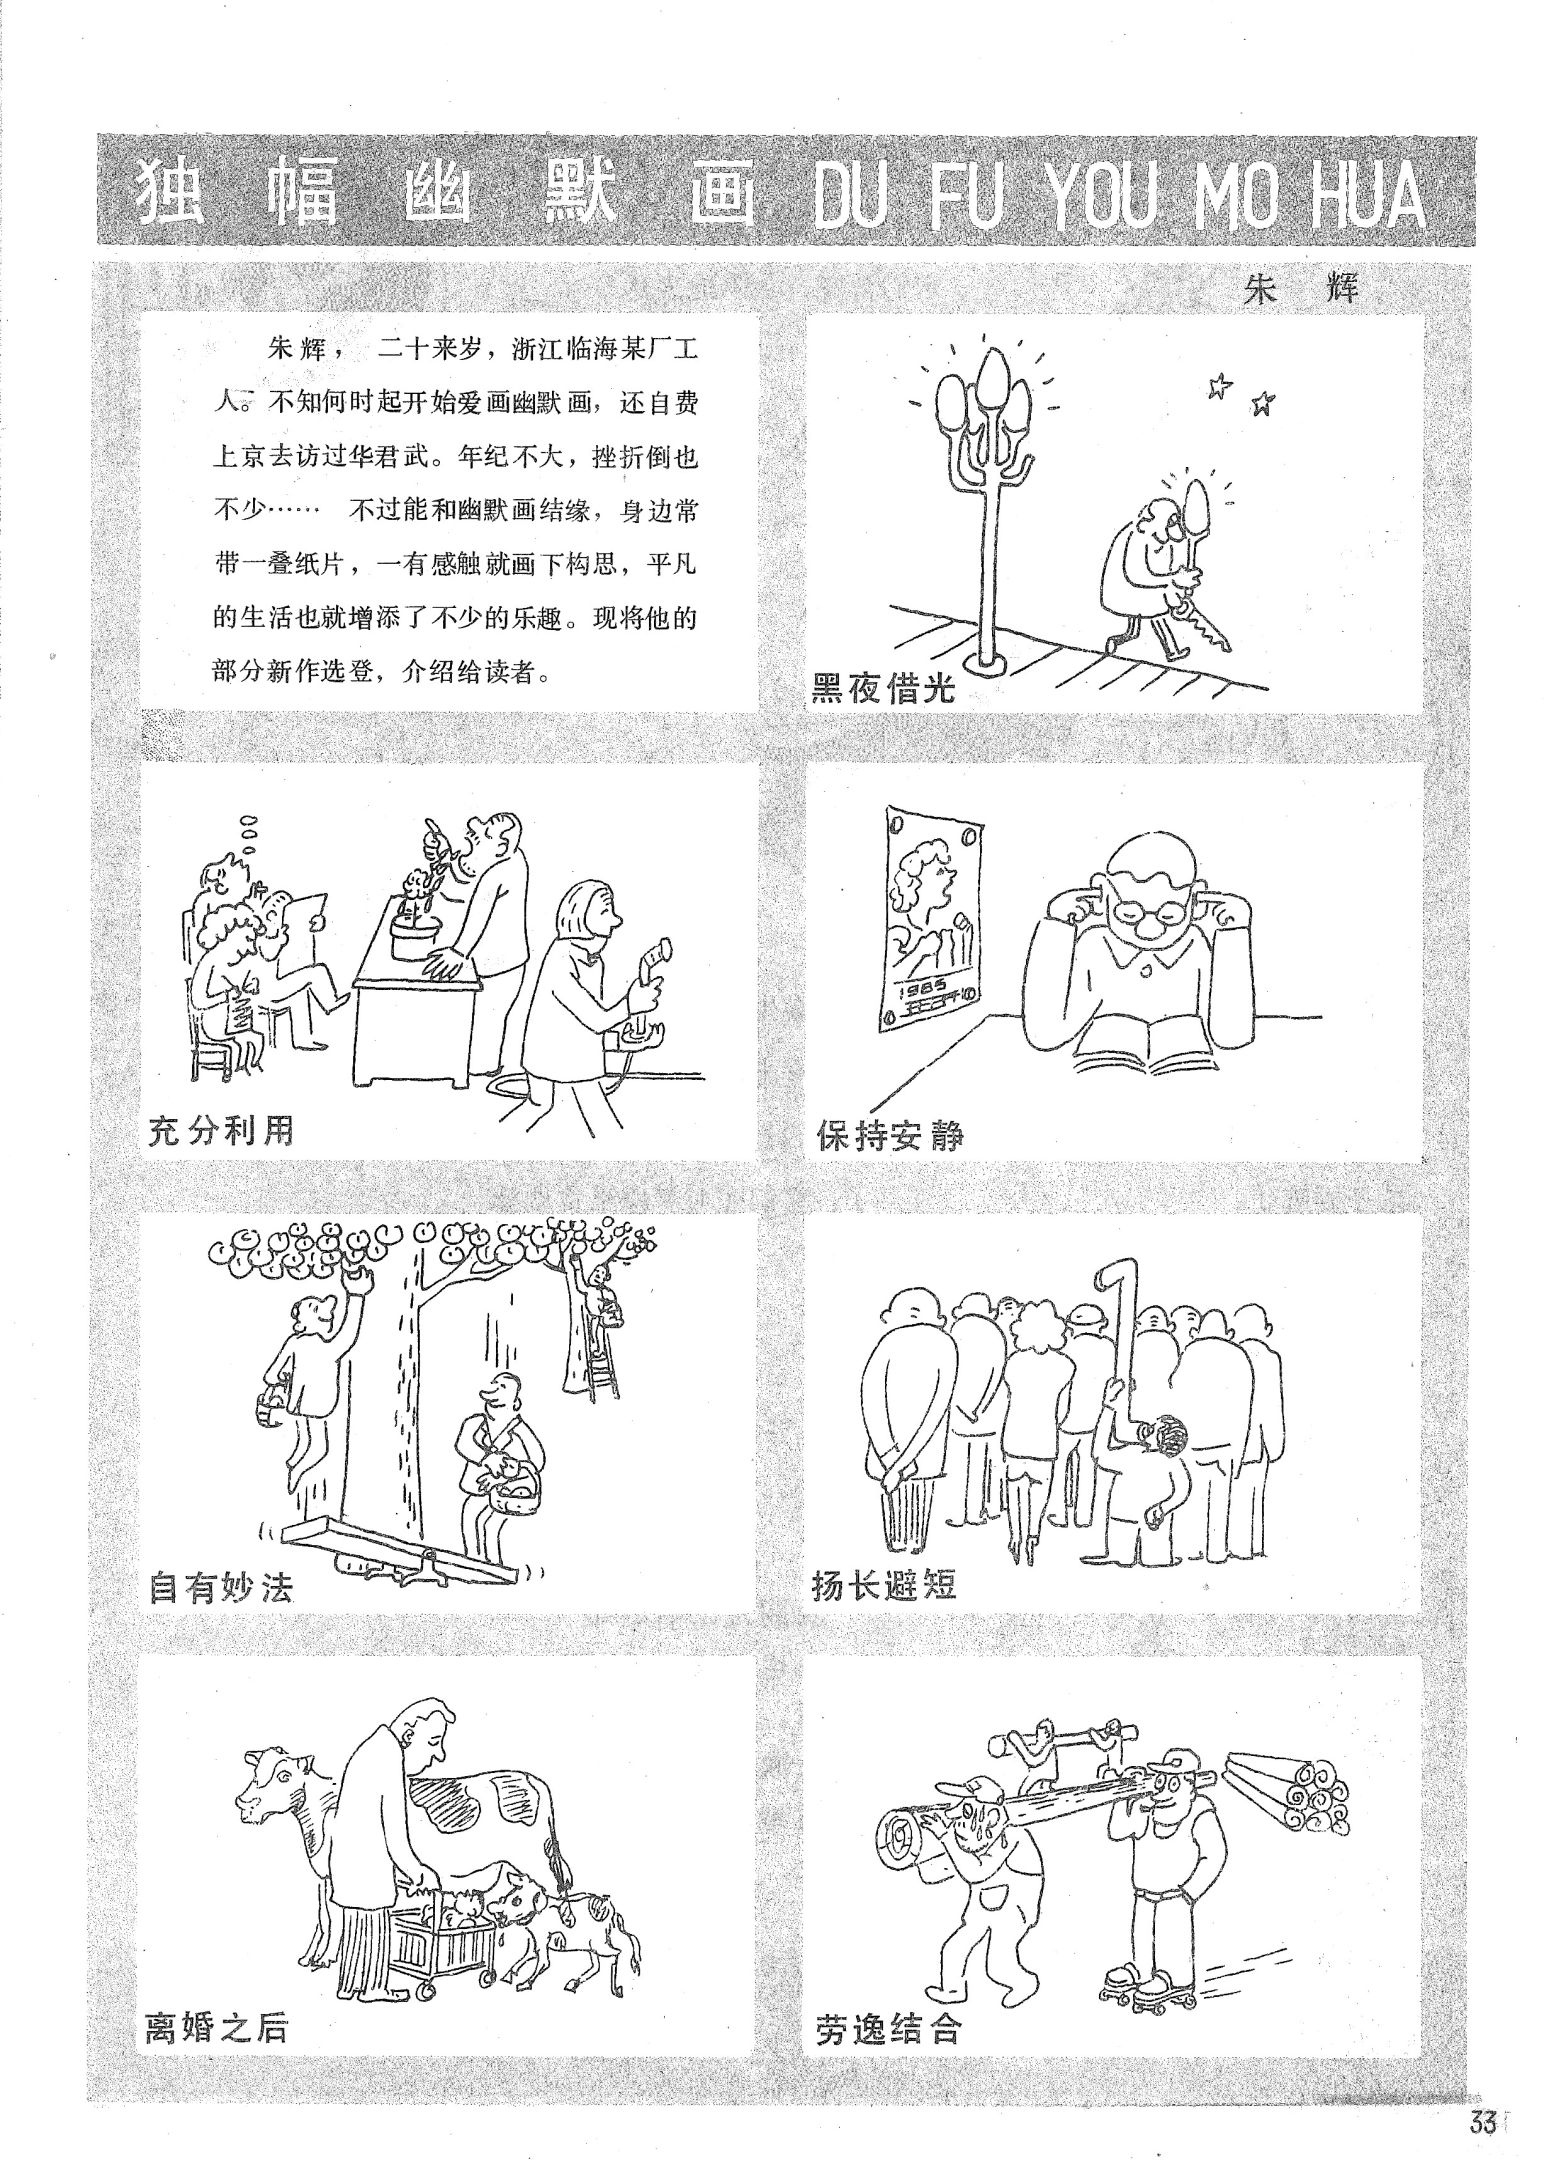 独幅幽默画 DU FU YOU MO HUA
朱 辉
朱辉， 二十来岁，浙江临海某厂工
人。不知何时起开始爱画幽默画，还自费
上京去访过华君武。年纪不大，挫折倒也
不少…… 不过能和幽默画结缘，身边常
带一叠纸片，一有感触就画下构思，平凡
的生活也就增添了不少的乐趣。现将他的
部分新作选登，介绍给读者。
黑夜借光
充分利用
1985
保持安静
自有妙法
扬长避短
离婚之后
劳逸结合
33